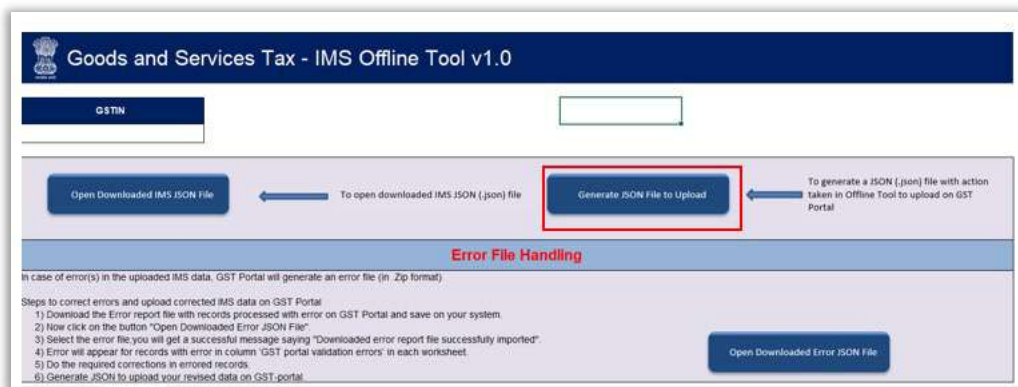 Goods and Services Tax - IMS Offline Tool v1.0
GSTIN
Open Downloaded IMS JSON File
To open downloaded IMS JSON (.json) file
Generate JSON File to Upload
To generate a JSON (.json) file with action
taken in Offline Tool to upload on GST
Portal
Error File Handling
In case of error(s) in the uploaded IMS data, GST Portal will generate an error file (in .Zip format)
Steps to correct errors and upload corrected IMS data on GST Portal
1) Download the Error report file with records processed with error on GST Portal and save on your system.
2) Now click on the button "Open Downloaded Error JSON File".
3) Select the error file,you will get a successful message saying "Downloaded error report file successfully imported".
4) Error will appear for records with error in column 'GST portal validation errors' in each worksheet.
5) Do the required corrections in errored records.
6) Generate JSON to upload your revised data on GST-portal.
Open Downloaded Error JSON File